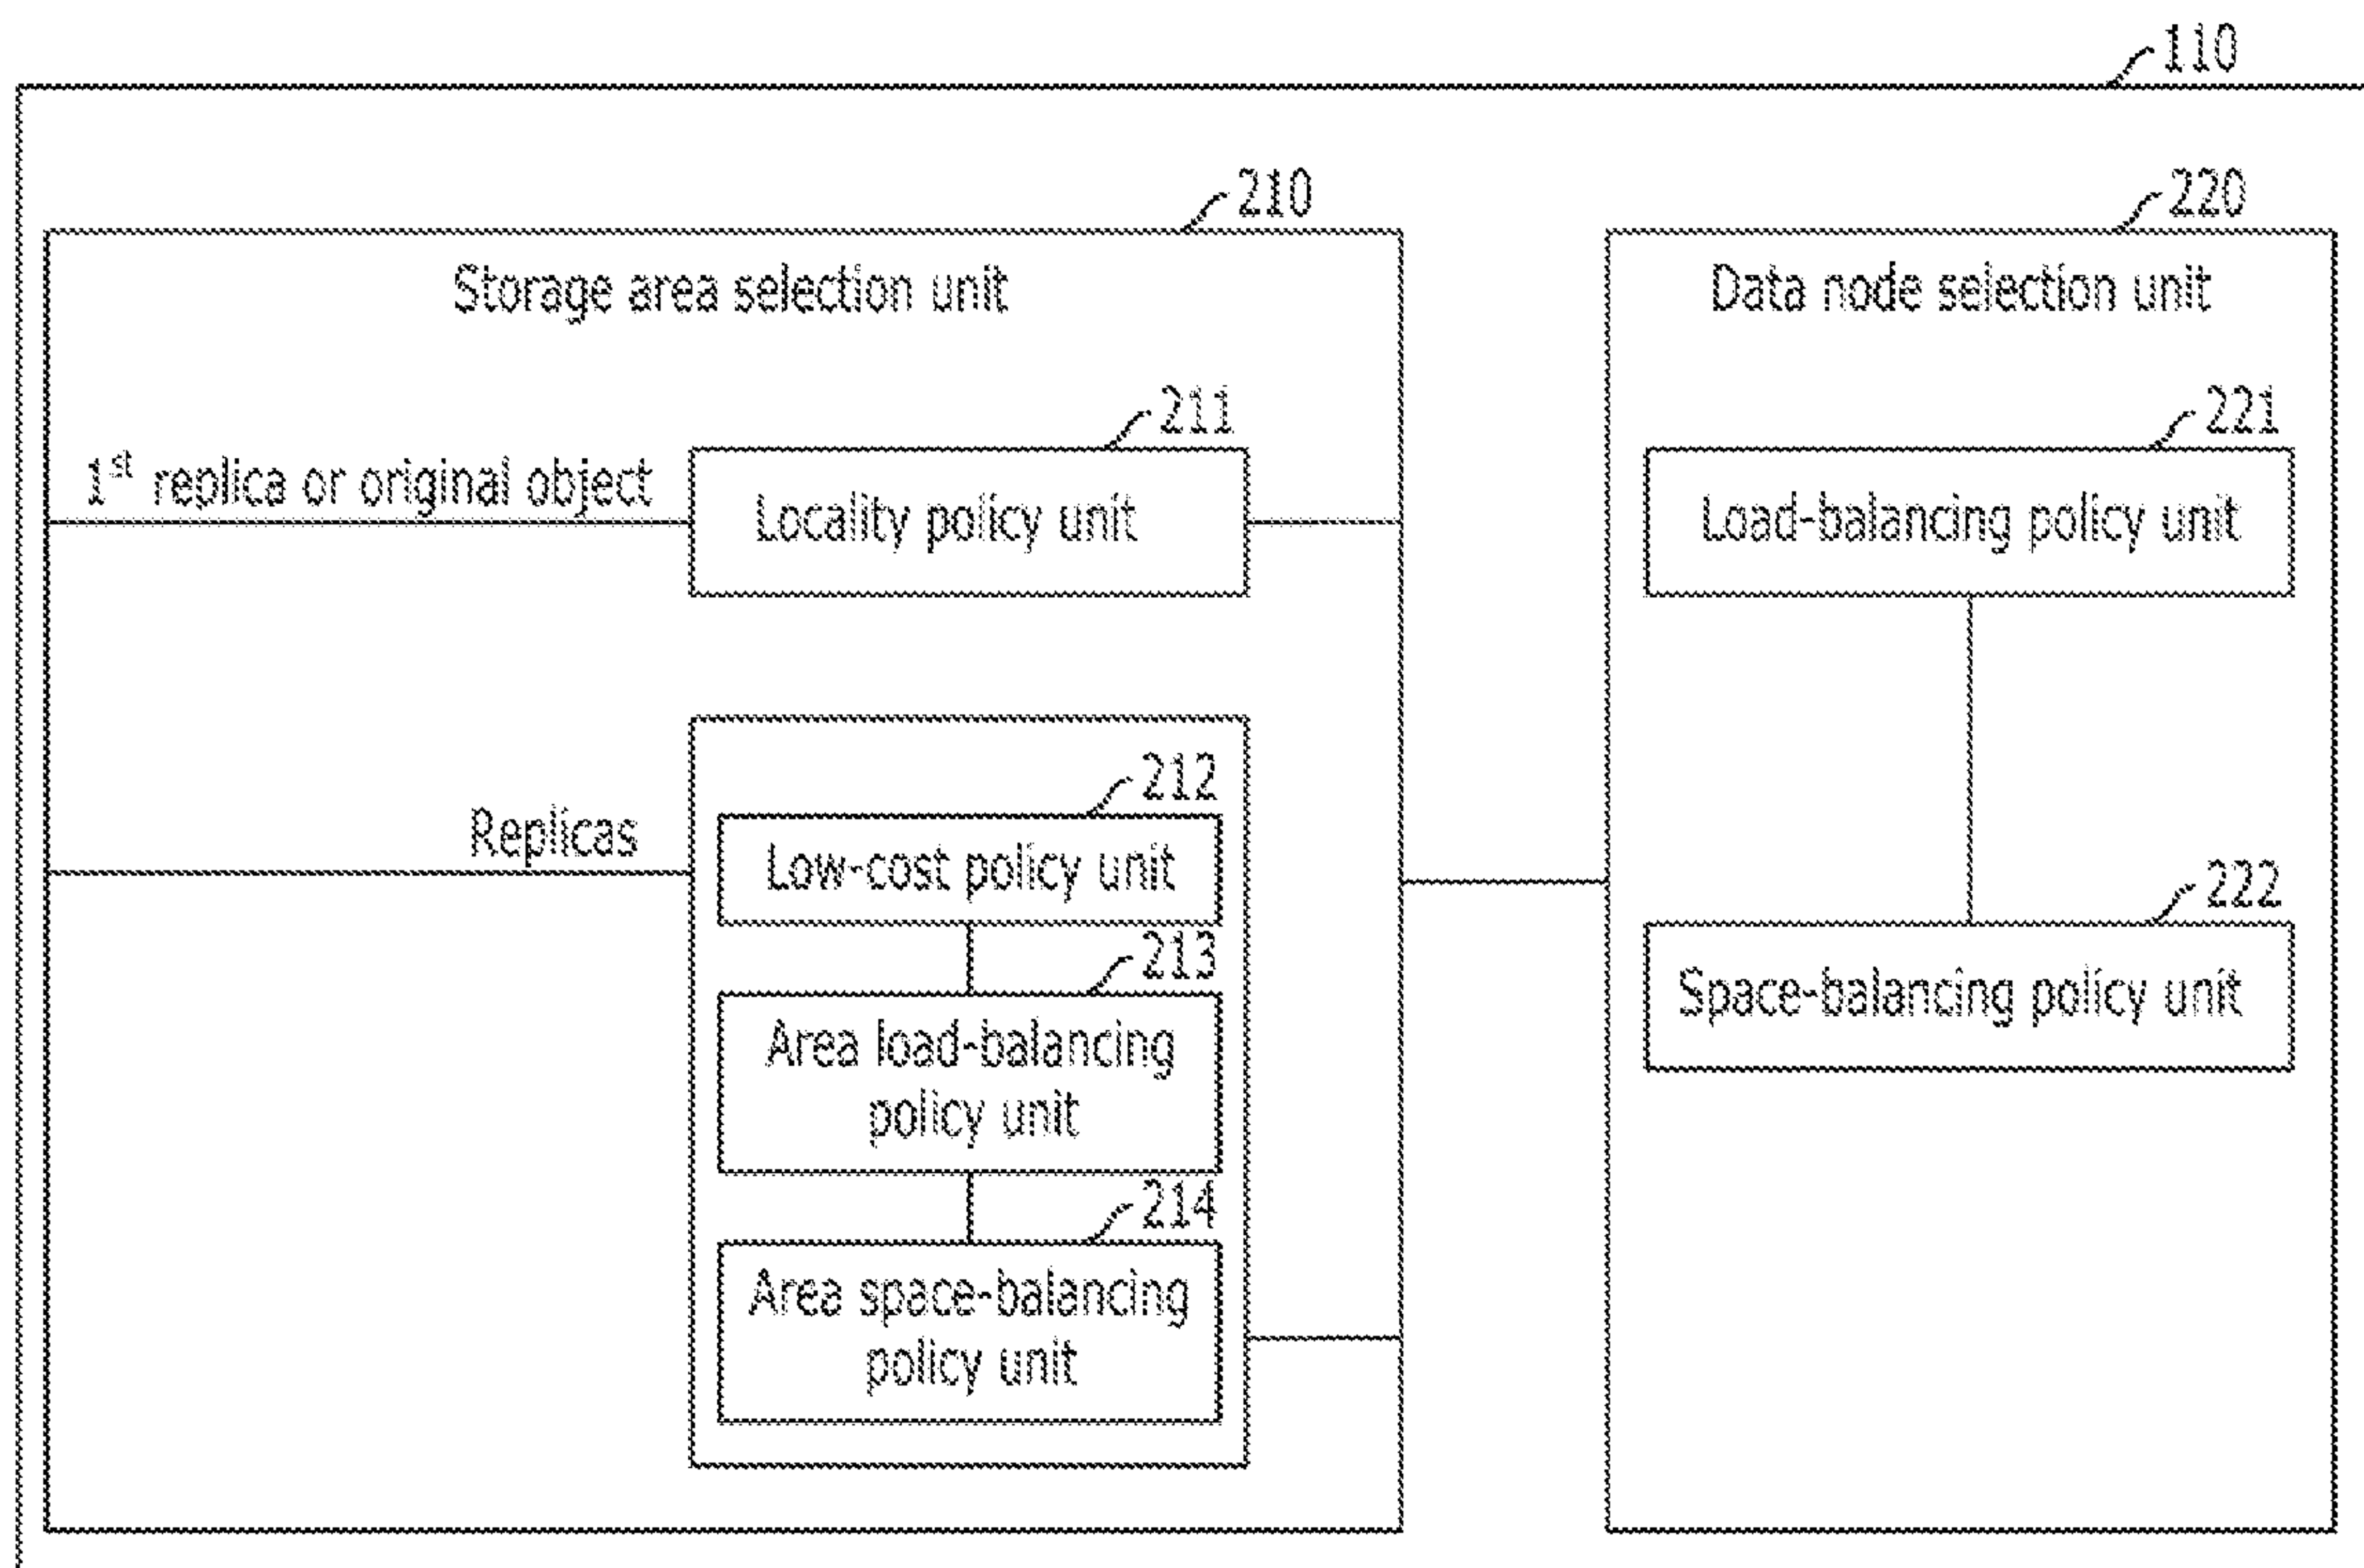 110
210
220
Storage area selection unit
Data node selection unit
211
221
1st replica or original object
Locality policy unit
Load-balancing policy unit
212
Replicas
Low-cost policy unit
222
213
Space-balancing policy unit
Area load-balancing
policy unit
214
Area space-balancing
policy unit